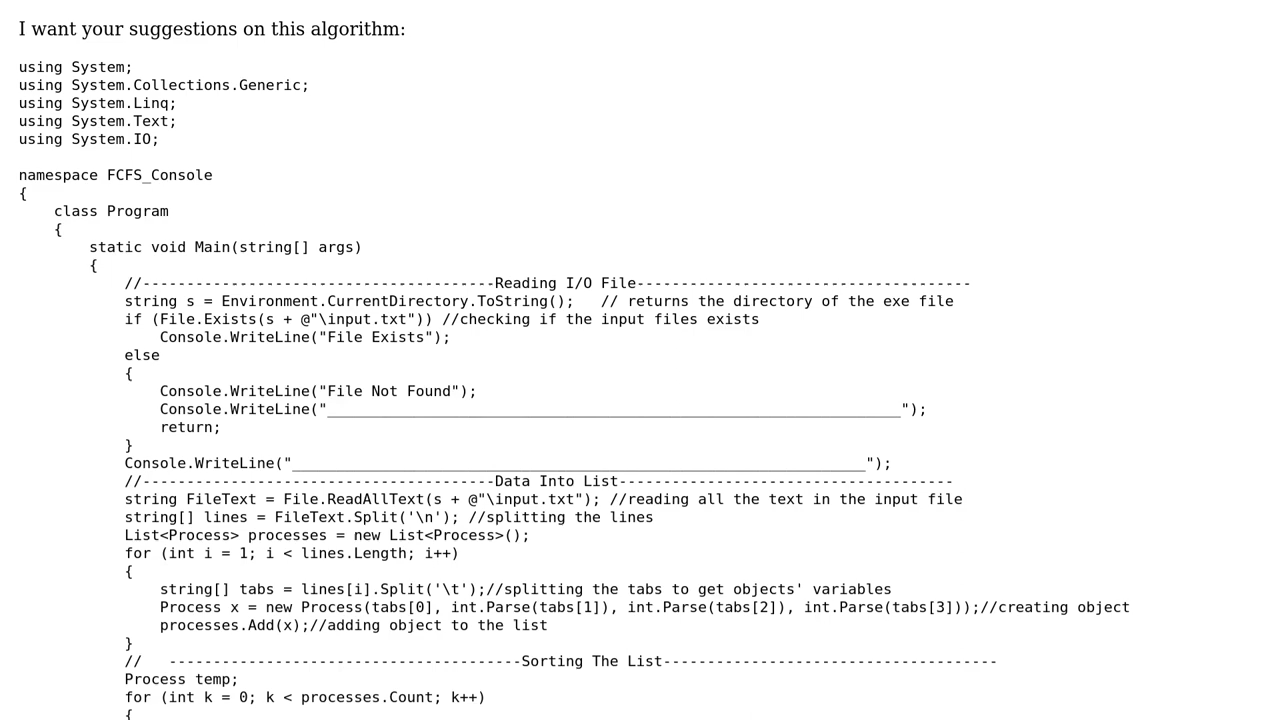 I want your suggestions on this algorithm:
using System;
using System.Collections.Generic;
using System.Linq;
using System.Text;
using System.IO;
namespace FCFS_Console
{
    class Program
    {
        static void Main(string[] args)
        {
            //----------------------------------------Reading I/O File--------------------------------------
            string s = Environment.CurrentDirectory.ToString();   // returns the directory of the exe file
            if (File.Exists(s + @"\input.txt")) //checking if the input files exists
                Console.WriteLine("File Exists");
            else
            {
                Console.WriteLine("File Not Found");
                Console.WriteLine("_________________________________________________________________");
                return;
            }
            Console.WriteLine("_________________________________________________________________");
            //----------------------------------------Data Into List--------------------------------------
            string FileText = File.ReadAllText(s + @"\input.txt"); //reading all the text in the input file
            string[] lines = FileText.Split('\n'); //splitting the lines
            List<Process> processes = new List<Process>();
            for (int i = 1; i < lines.Length; i++)
            {
                string[] tabs = lines[i].Split('\t');//splitting the tabs to get objects' variables
                Process x = new Process(tabs[0], int.Parse(tabs[1]), int.Parse(tabs[2]), int.Parse(tabs[3]));//creating object
                processes.Add(x);//adding object to the list
            }
            //   ----------------------------------------Sorting The List--------------------------------------
            Process temp;
            for (int k = 0; k < processes.Count; k++)
            {